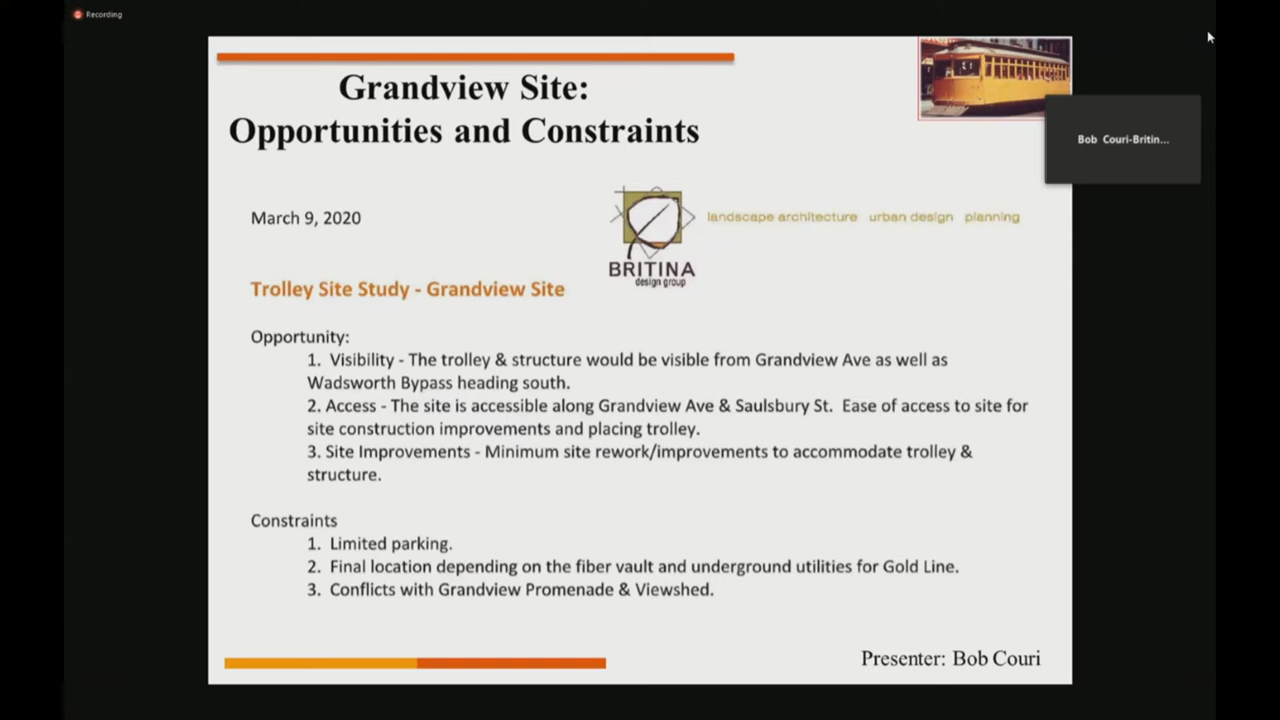 Recording
Grandview Site:
Opportunities and Constraints
Bob Couri-Britin...
March 9, 2020
landscape architecture urban design planning
BRITINA
design group
Trolley Site Study - Grandview Site
Opportunity:
1. Visibility - The trolley & structure would be visible from Grandview Ave as well as
Wadsworth Bypass heading south.
2. Access - The site is accessible along Grandview Ave & Saulsbury St. Ease of access to site for
site construction improvements and placing trolley.
3. Site Improvements - Minimum site rework/improvements to accommodate trolley &
structure.
Constraints
1. Limited parking.
2. Final location depending on the fiber vault and underground utilities for Gold Line.
3. Conflicts with Grandview Promenade & Viewshed.
Presenter: Bob Couri